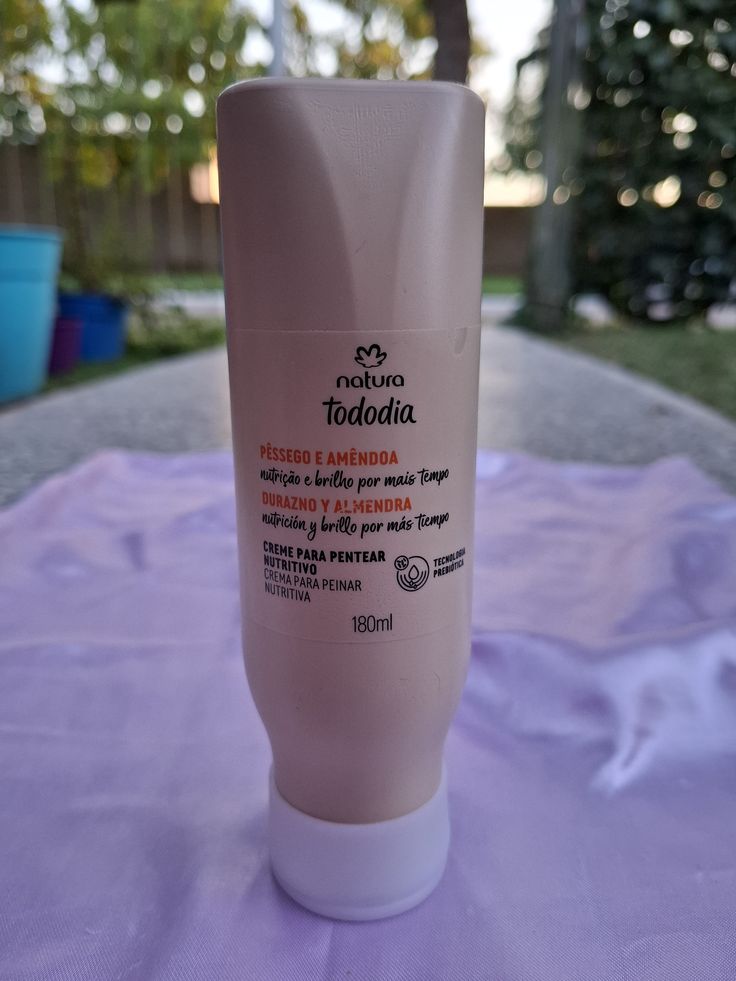 natura
Tododia
PÊSSEGO E AMÊNDOA
nutrição e brilho por mais tempo
DURAZNO Y ALMENDRA
nutrición y brillo por más tiempo
CREME PARA PENTEAR
NUTRITIVO
CREMA PARA PEINAR
NUTRITIVA
TECNOLOGIA
PREBIÓTICA
180ml